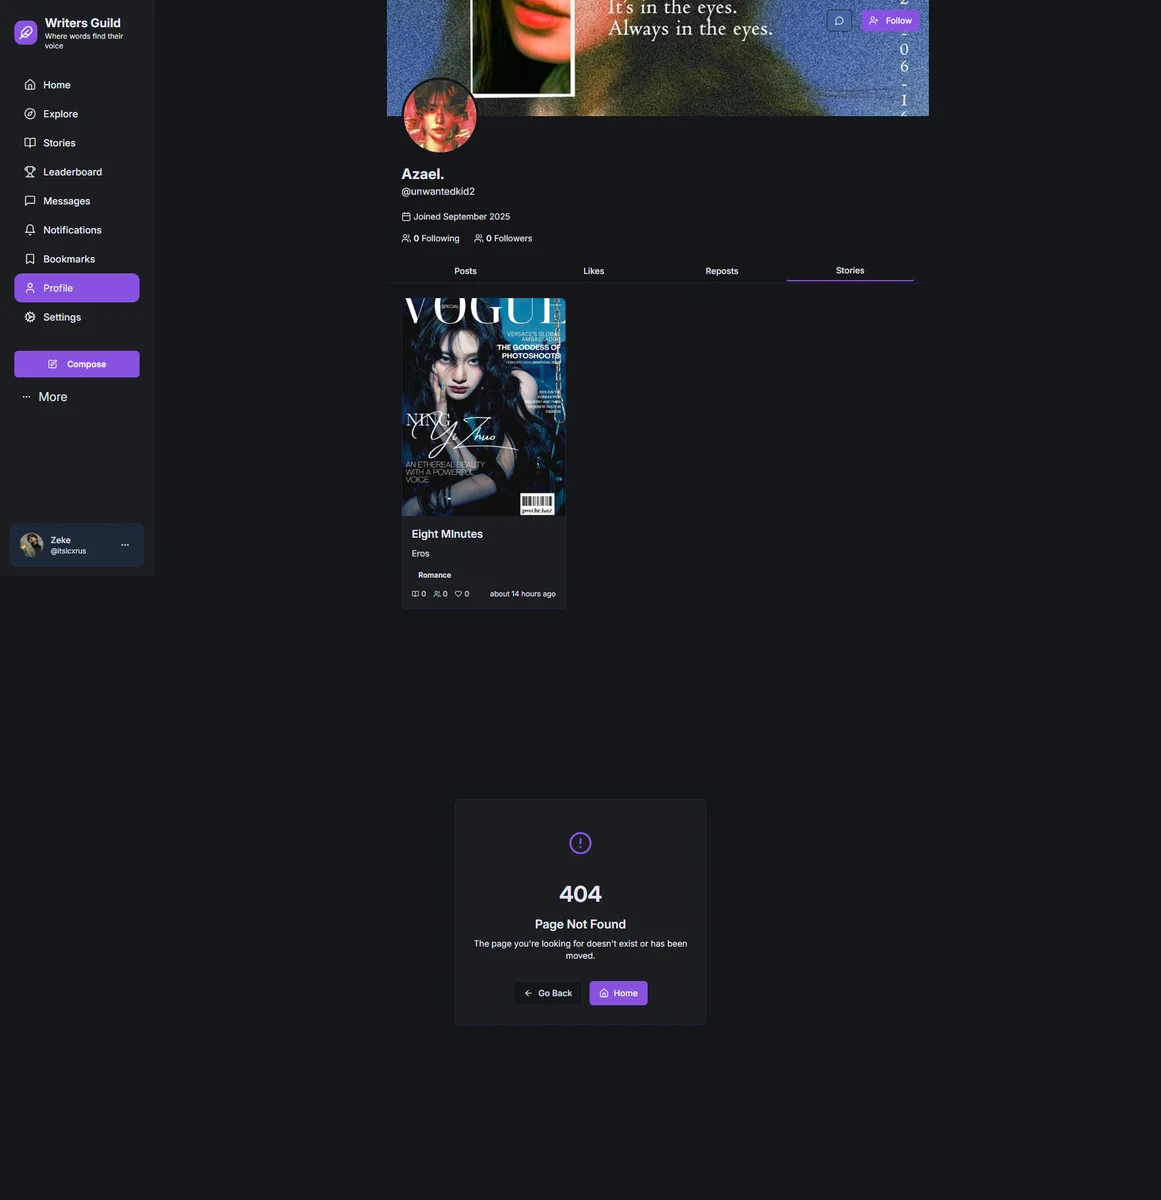 Writers Guild
Where words find their
voice
Home
Explore
Stories
Leaderboard
Messages
Notifications
Bookmarks
Profile
Settings
Compose
More
Zeke
@itsicxrus
It's in the eyes.
Always in the eyes.
Follow
Azael.
@unwantedkid2
Joined September 2025
0 Following 0 Followers
Posts Likes Reposts Stories
VOGUE
SPECIAL
VERSACE'S GLOBAL
AMBASSADOR
THE GODDESS OF
PHOTOSHOOTS
NING
Yi Zhuo
AN ETHEREAL BEAUTY
WITH A POWERFUL
VOICE.
psyche.haz
Eight MInutes
Eros
Romance
0 0 0 about 14 hours ago
404
Page Not Found
The page you're looking for doesn't exist or has been
moved.
Go Back Home